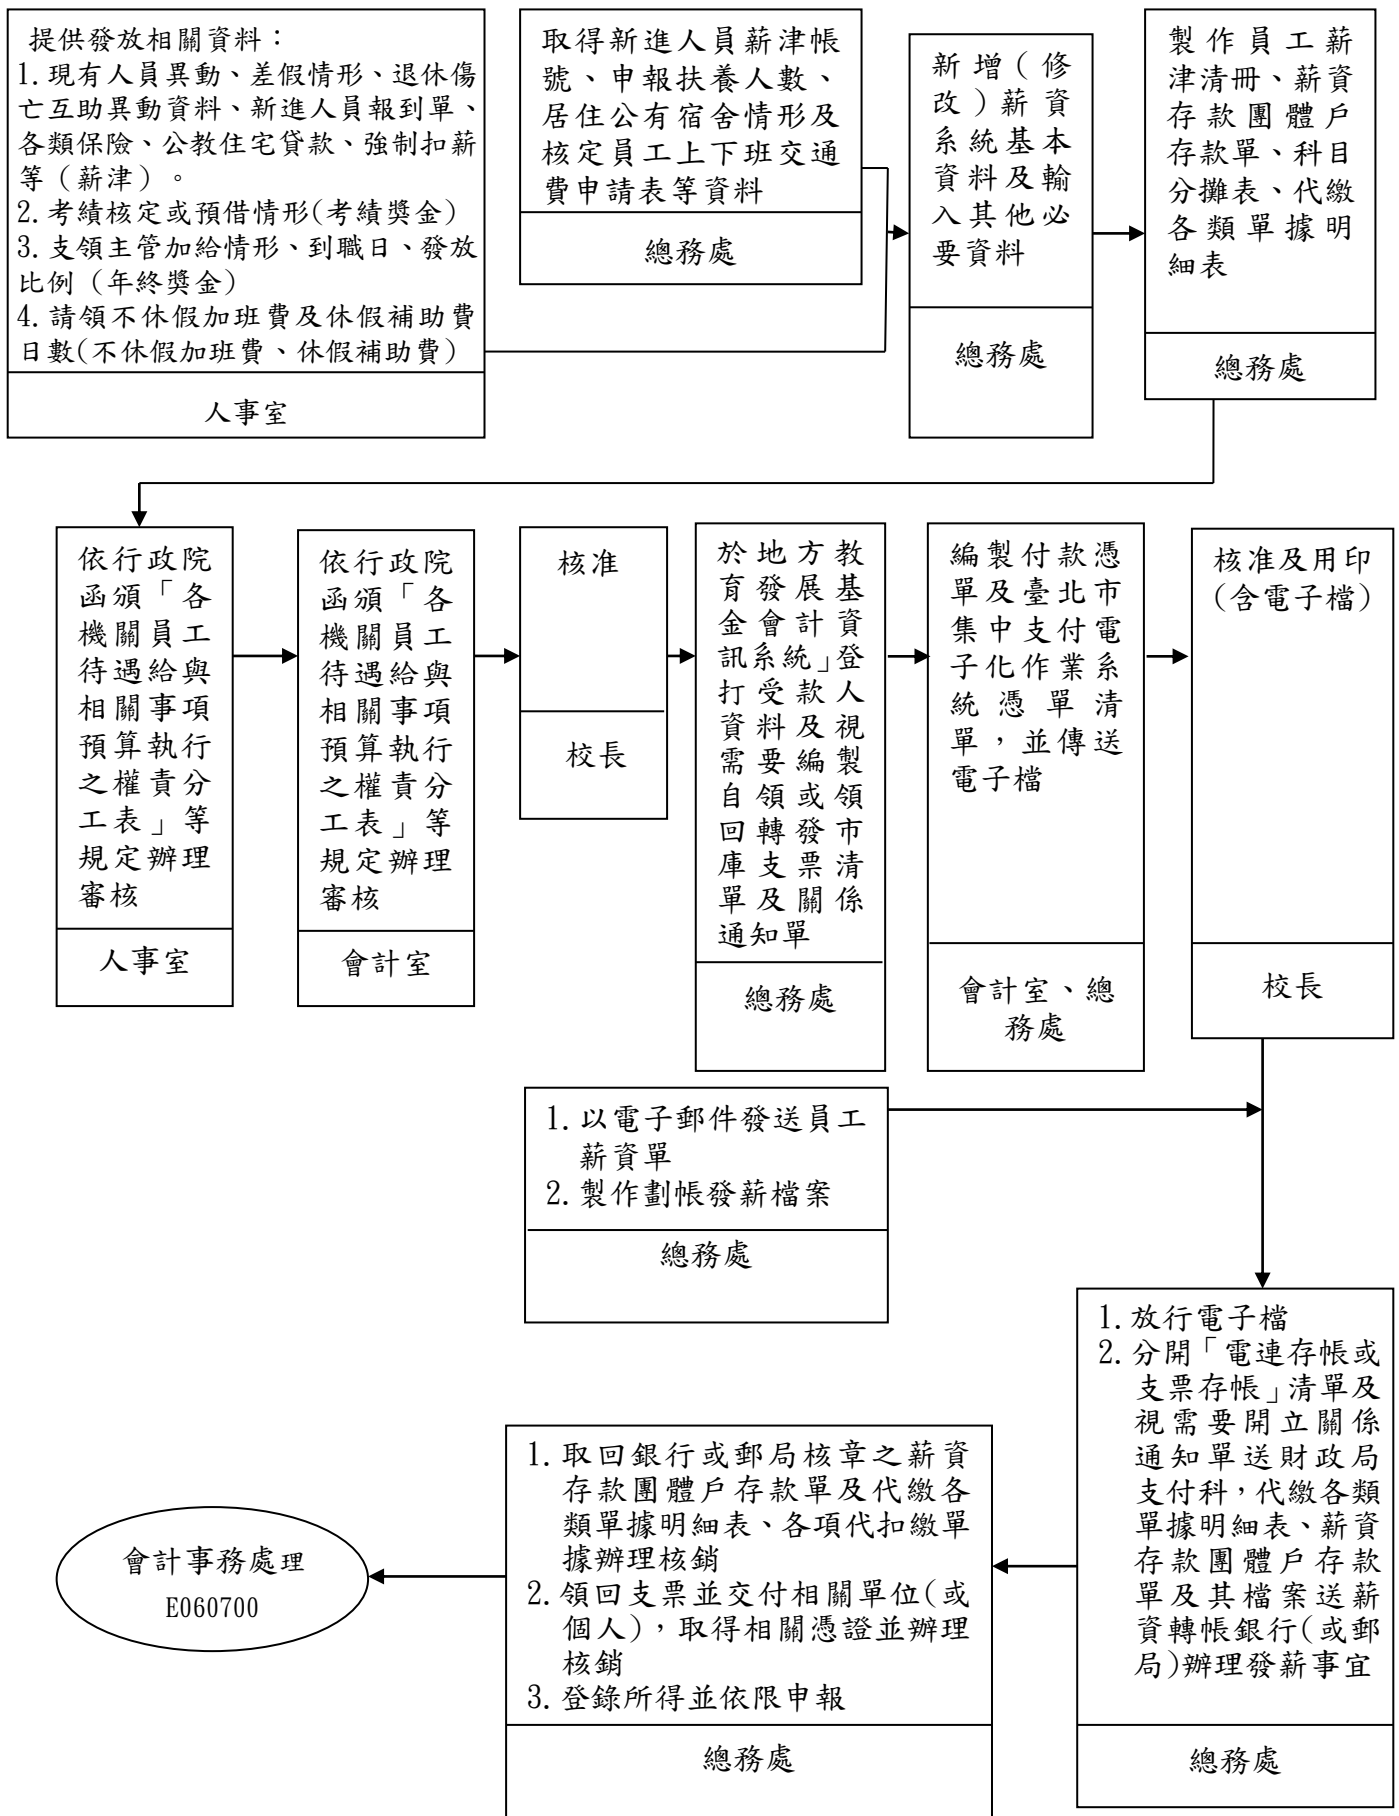 提供發放相關資料：
1.現有人員異動、差假情形、退休傷
亡互助異動資料、新進人員報到單、
各類保險、公教住宅貸款、強制扣薪
等（薪津）。
2.考績核定或預借情形(考績獎金)
3.支領主管加給情形、到職日、發放
比例（年終獎金)
4.請領不休假加班費及休假補助費
日數(不休假加班費、休假補助費)
人事室
取得新進人員薪津帳
號、申報扶養人數、
居住公有宿舍情形及
核定員工上下班交通
費申請表等資料
總務處
新增（修
改）薪資
系統基本
資料及輸
入其他必
要資料
總務處
製作員工薪
津清冊、薪資
存款團體戶
存款單、科目
分攤表、代繳
各類單據明
細表
總務處
依行政院
函頒「各
機關員工
待遇給與
相關事項
預算執行
之權責分
工表」等
規定辦理
審核
人事室
依行政院
函頒「各
機關員工
待遇給與
相關事項
預算執行
之權責分
工表」等
規定辦理
審核
會計室
核准
校長
於地方教
育發展基
金會計資
訊系統」登
打受款人
資料及視
需要編製
自領或領
回轉發市
庫支票清
單及關係
通知單
總務處
編製付款憑
單及臺北市
集中支付電
子化作業系
統憑單清
單，並傳送
電子檔
會計室、總
務處
核准及用印
(含電子檔)
校長
1.以電子郵件發送員工
薪資單
2.製作劃帳發薪檔案
總務處
1.放行電子檔
2.分開「電連存帳或
支票存帳」清單及
視需要開立關係
通知單送財政局
支付科，代繳各類
單據明細表、薪資
存款團體戶存款
單及其檔案送薪
資轉帳銀行(或郵
局)辦理發薪事宜
總務處
1.取回銀行或郵局核章之薪資
存款團體戶存款單及代繳各
類單據明細表、各項代扣繳單
據辦理核銷
2.領回支票並交付相關單位(或
個人)，取得相關憑證並辦理
核銷
3.登錄所得並依限申報
總務處
會計事務處理
E060700